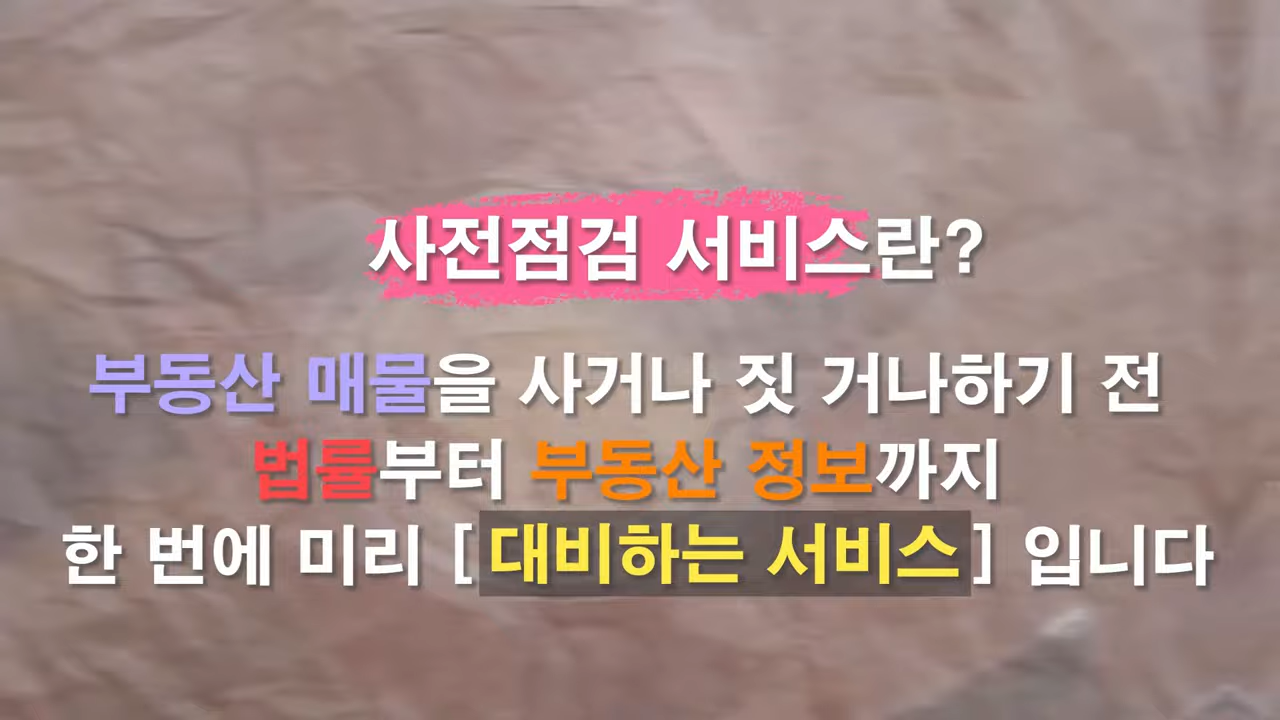 사전점검 서비스란?
부동산 매물을 사거나 짓 거나하기 전
법률부터 부동산 정보까지
한 번에 미리 [대비하는 서비스] 입니다